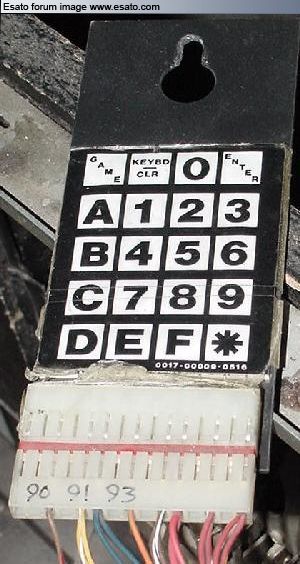 Esato forum image www.esato.com
GAME KEYBD CLR 0 ENTER
A 1 2 3
B 4 5 6
C 7 8 9
D E F *
0017-00009-0516
90 91 93